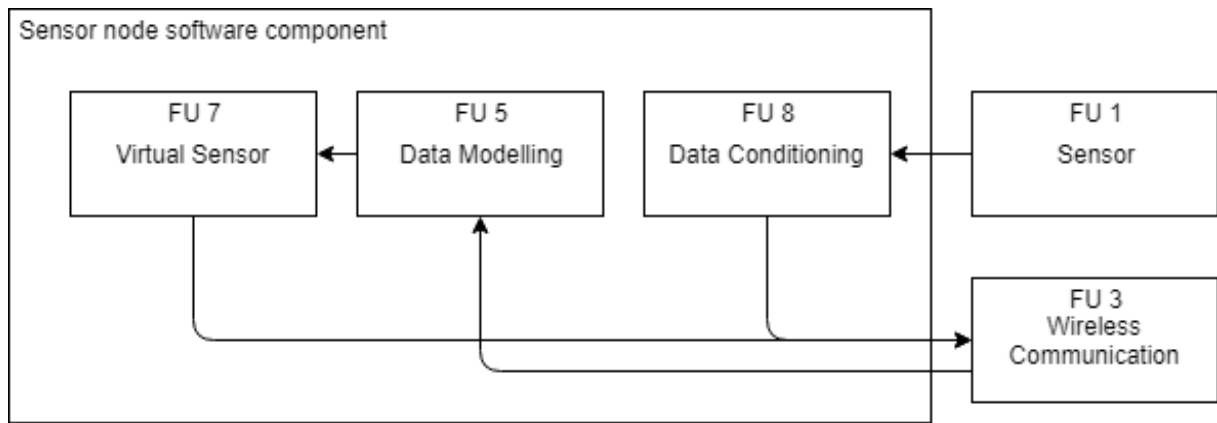 Sensor node software component
FU 7
Virtual Sensor
FU 5
Data Modelling
FU 8
Data Conditioning
FU 1
Sensor
FU 3
Wireless
Communication